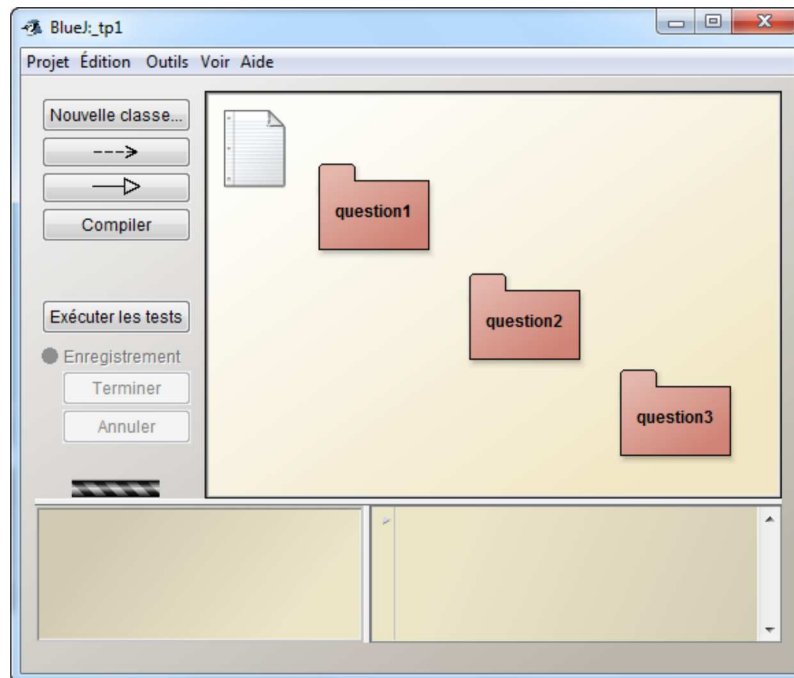 BlueJ:_tp1
Projet Édition Outils Voir Aide
Nouvelle classe...
Compiler
Exécuter les tests
Enregistrement
Terminer
Annuler
question1
question2
question3